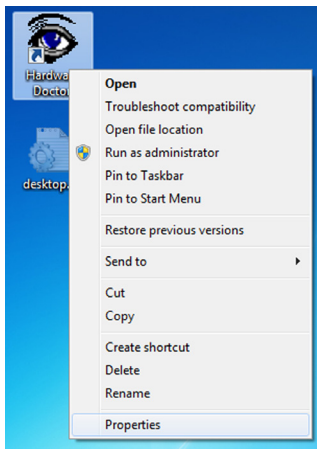 Hardwa
Docto
desktop.
Open
Troubleshoot compatibility
Open file location
Run as administrator
Pin to Taskbar
Pin to Start Menu
Restore previous versions
Send to
Cut
Copy
Create shortcut
Delete
Rename
Properties